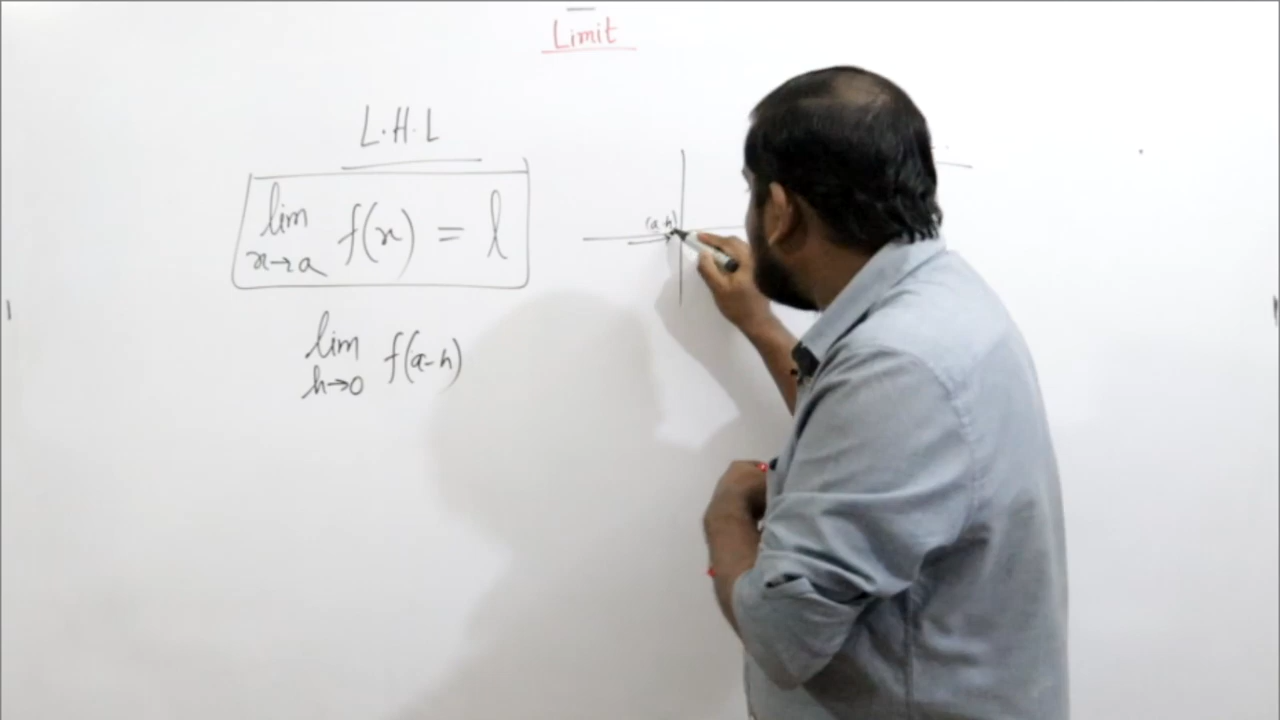 Limit
L.H.L
lim f(x) = l
x→a
(a-h)
lim f(a-h)
h→0